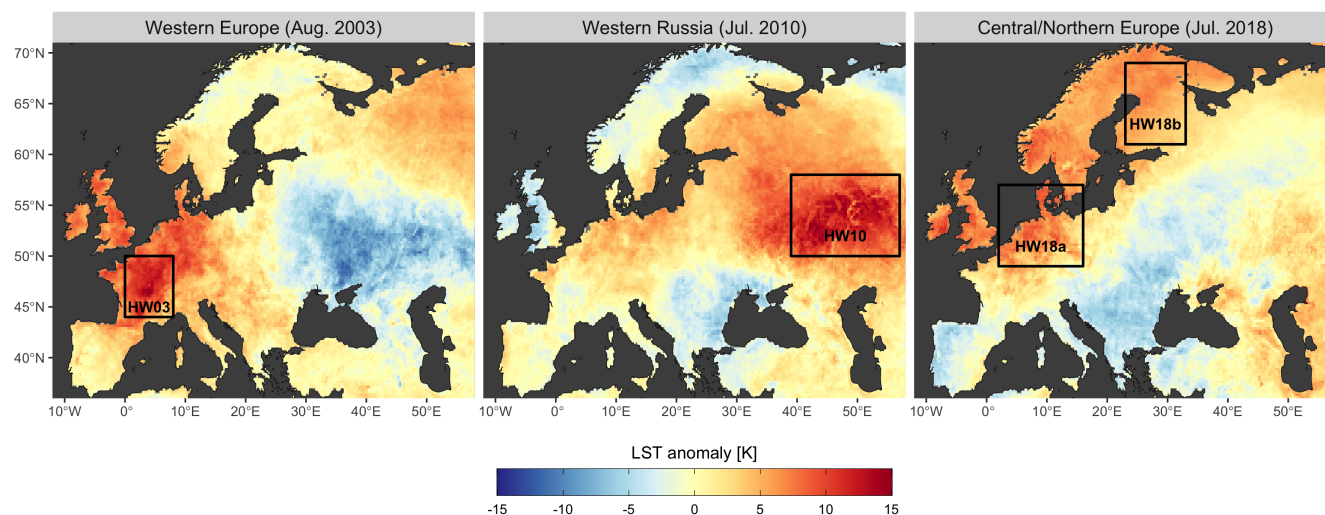 Western Europe (Aug. 2003)
Western Russia (Jul. 2010)
Central/Northern Europe (Jul. 2018)
70°N
65°N
60°N
55°N
50°N
45°N
40°N
HW03
HW10
HW18b
HW18a
10°W 0° 10°E 20°E 30°E 40°E 50°E
10°W 0° 10°E 20°E 30°E 40°E 50°E
10°W 0° 10°E 20°E 30°E 40°E 50°E
LST anomaly [K]
-15 -10 -5 0 5 10 15